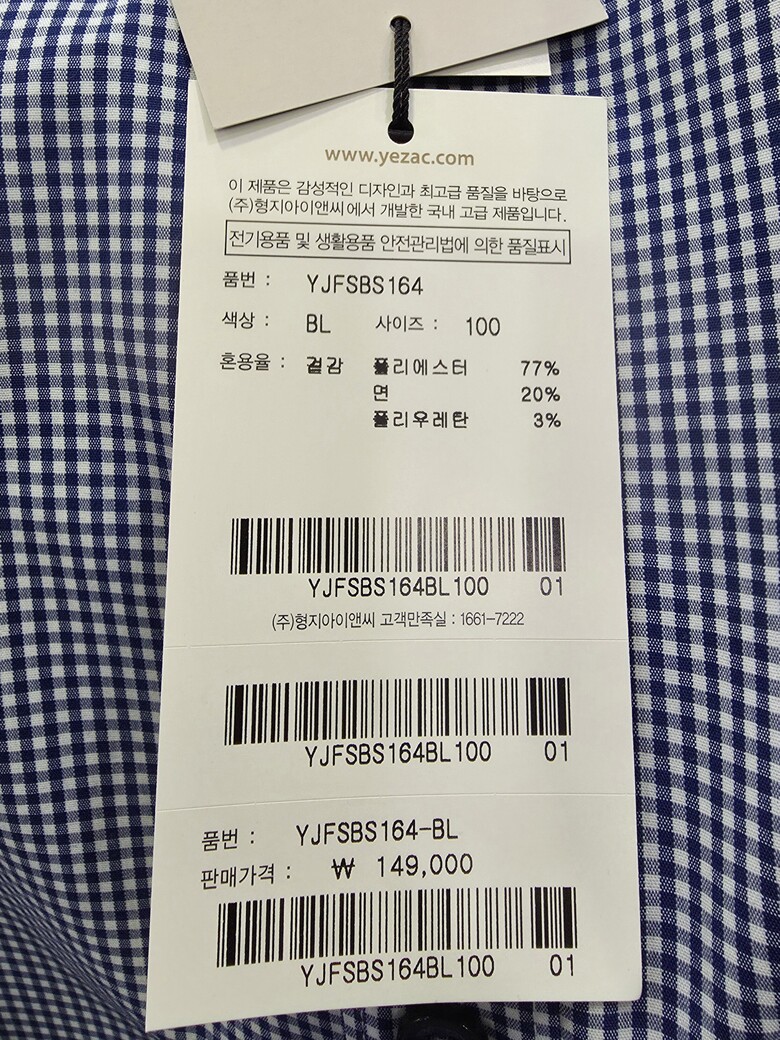 www.yezac.com
이 제품은 감성적인 디자인과 최고급 품질을 바탕으로
(주)형지아이앤씨에서 개발한 국내 고급 제품입니다.
전기용품 및 생활용품 안전관리법에 의한 품질표시
품번 : YJFSBS164
색상 : BL 사이즈 : 100
혼용율 : 겉감 폴리에스터 77%
면 20%
폴리우레탄 3%
YJFSBS164BL100 01
(주)형지아이앤씨 고객만족실 : 1661-7222
YJFSBS164BL100 01
품번 : YJFSBS164-BL
판매가격 : ₩ 149,000
YJFSBS164BL100 01